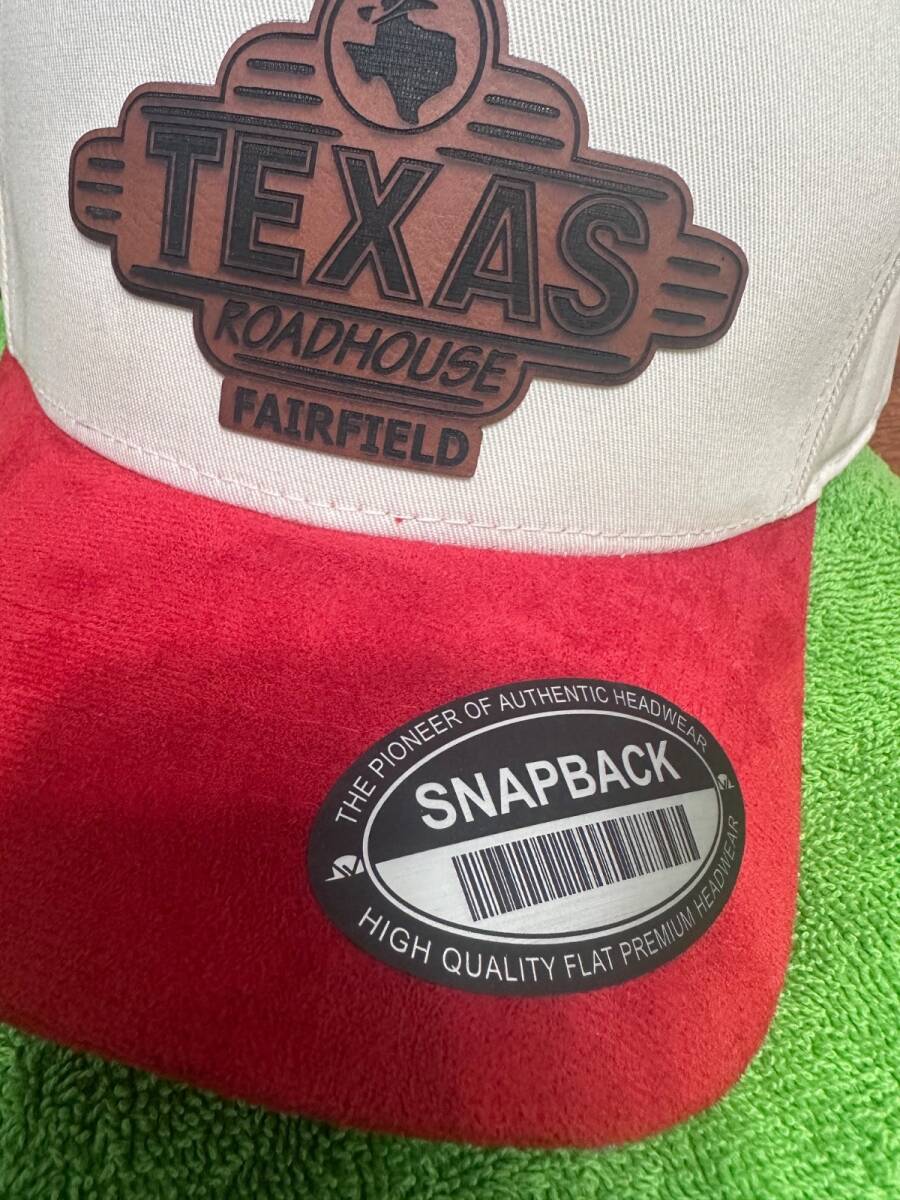 TEXAS
ROADHOUSE
FAIRFIELD
THE PIONEER OF AUTHENTIC HEADWEAR
SNAPBACK
HIGH QUALITY FLAT PREMIUM HEADWEAR